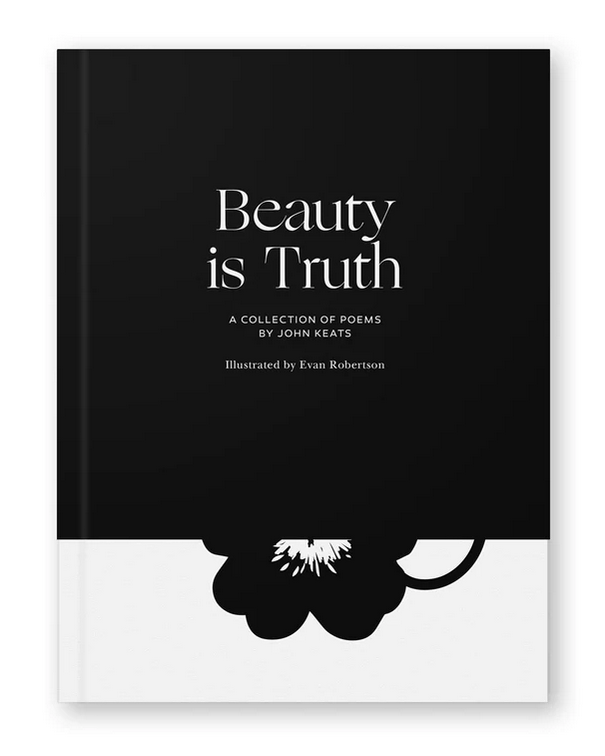 Beauty
is Truth
A COLLECTION OF POEMS
BY JOHN KEATS
Illustrated by Evan Robertson